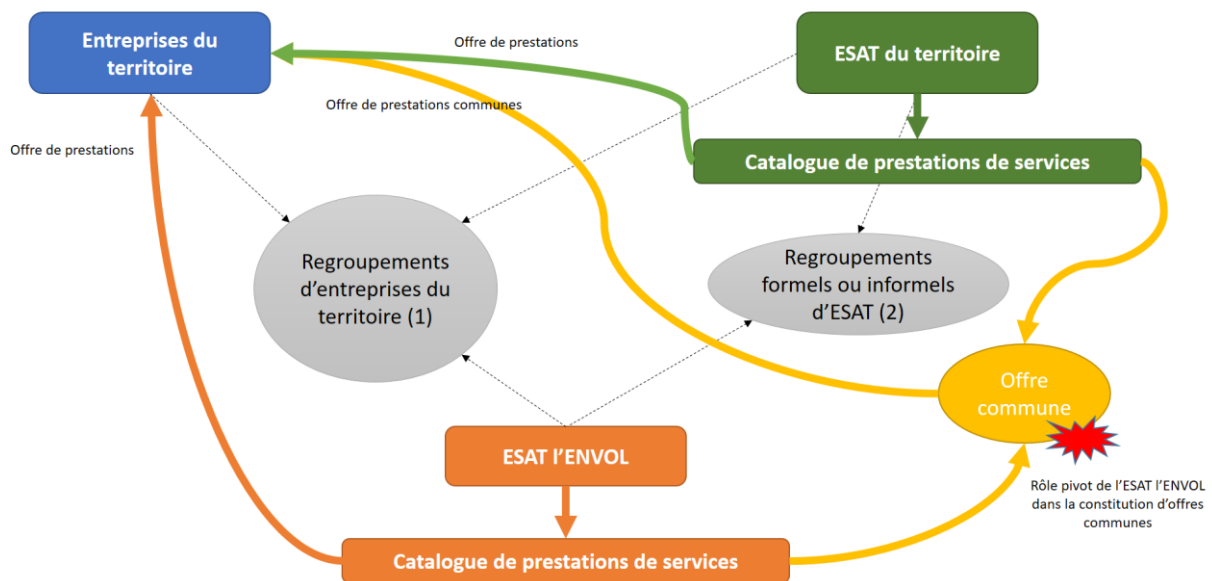 Entreprises du
territoire
Offre de prestations
ESAT du territoire
Offre de prestations communes
Offre de prestations
Catalogue de prestations de services
Regroupements
d'entreprises du
territoire (1)
Regroupements
formels ou informels
d'ESAT (2)
Offre
commune
ESAT l'ENVOL
Rôle pivot de l'ESAT l'ENVOL
dans la constitution d'offres
communes
Catalogue de prestations de services